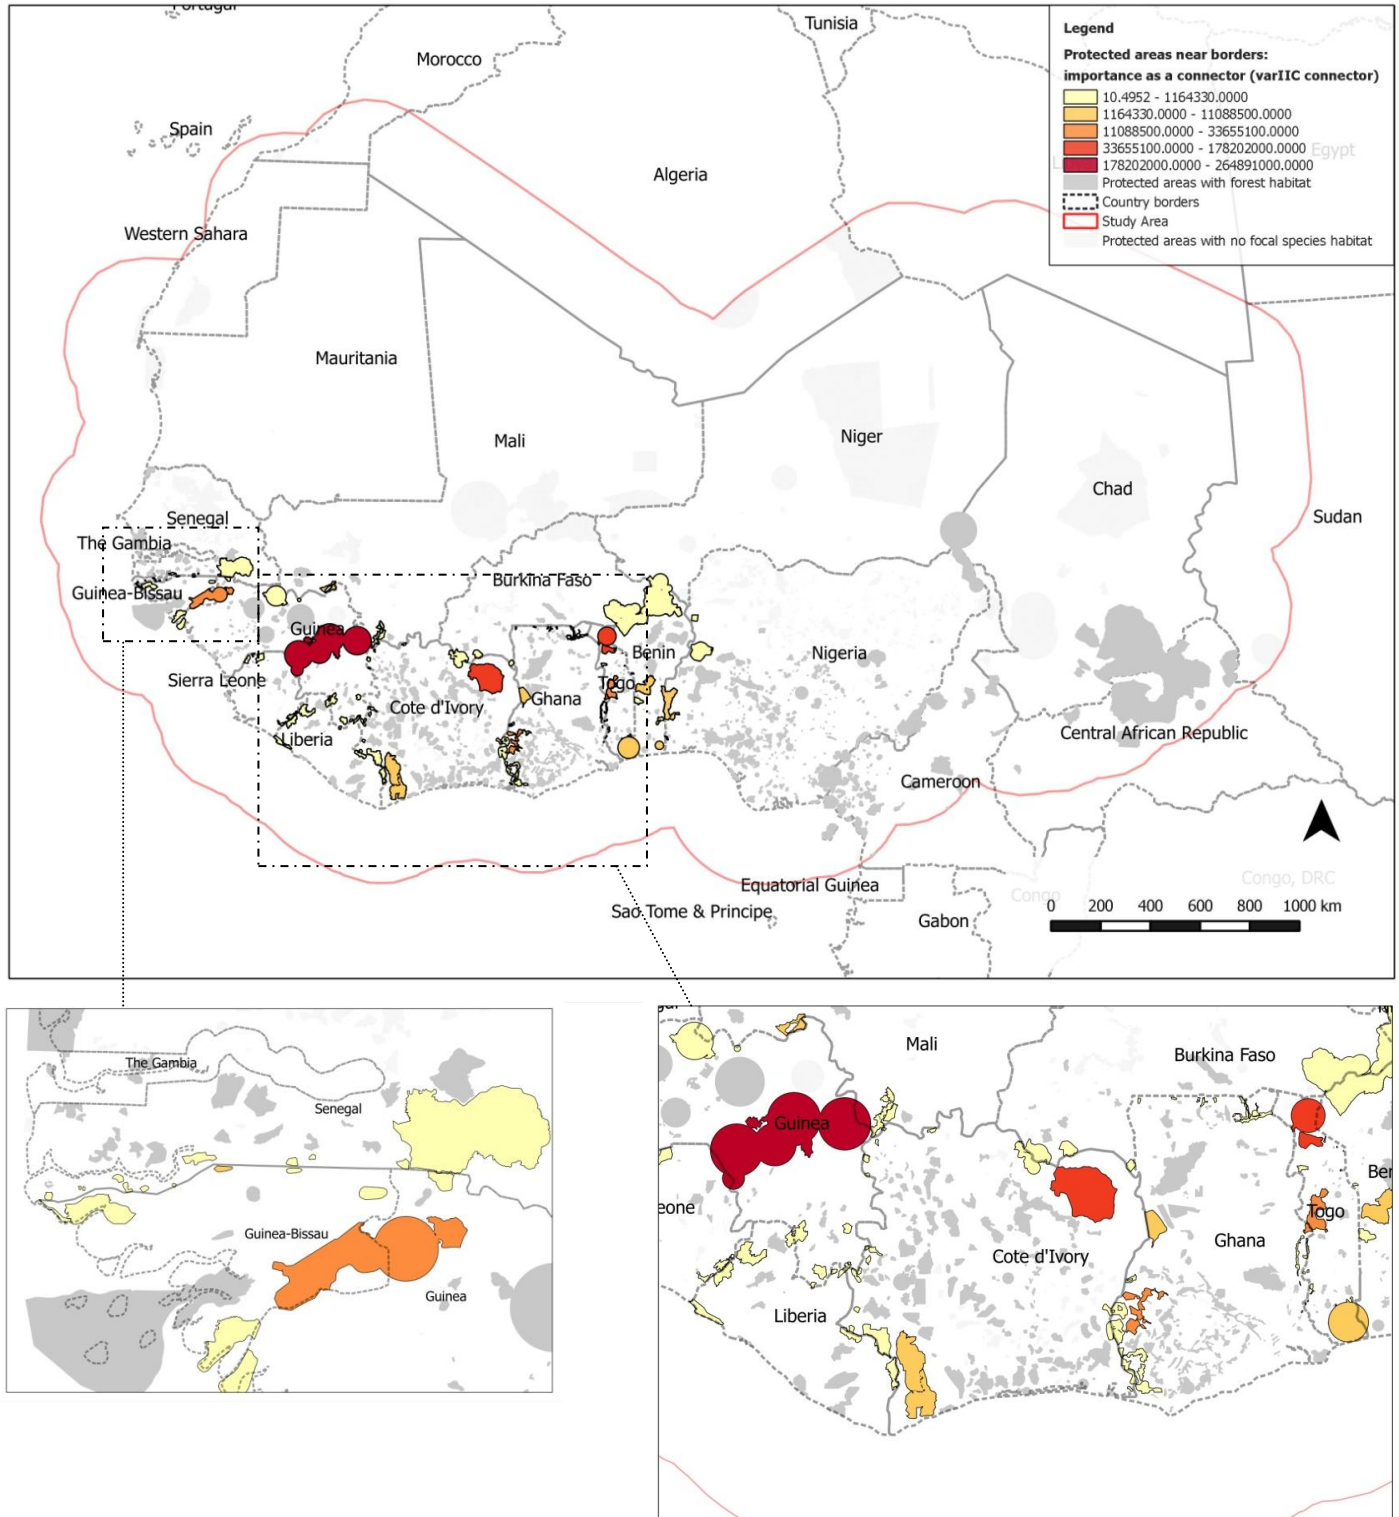 Portugal
Tunisia
Morocco
Spain
Algeria
Western Sahara
Egypt
Legend
Protected areas near borders:
importance as a connector (varIIC connector)
10.4952 - 1164330.0000
1164330.0000 - 11088500.0000
11088500.0000 - 33655100.0000
33655100.0000 - 178202000.0000
178202000.0000 - 264891000.0000
Protected areas with forest habitat
Country borders
Study Area
Protected areas with no focal species habitat
Mauritania
Mali
Niger
Chad
Sudan
Senegal
The Gambia
Guinea-Bissau
Burkina Faso
Guinea
Benin
Nigeria
Sierra Leone
Togo
Ghana
Cote d'Ivory
Liberia
Central African Republic
Cameroon
Equatorial Guinea
Congo, DRC
Congo
Sao Tome & Principe
Gabon
0 200 400 600 800 1000 km
The Gambia
Senegal
Guinea-Bissau
Guinea
Mali
Burkina Faso
Guinea
Ber
eone
Togo
Ghana
Cote d'Ivory
Liberia